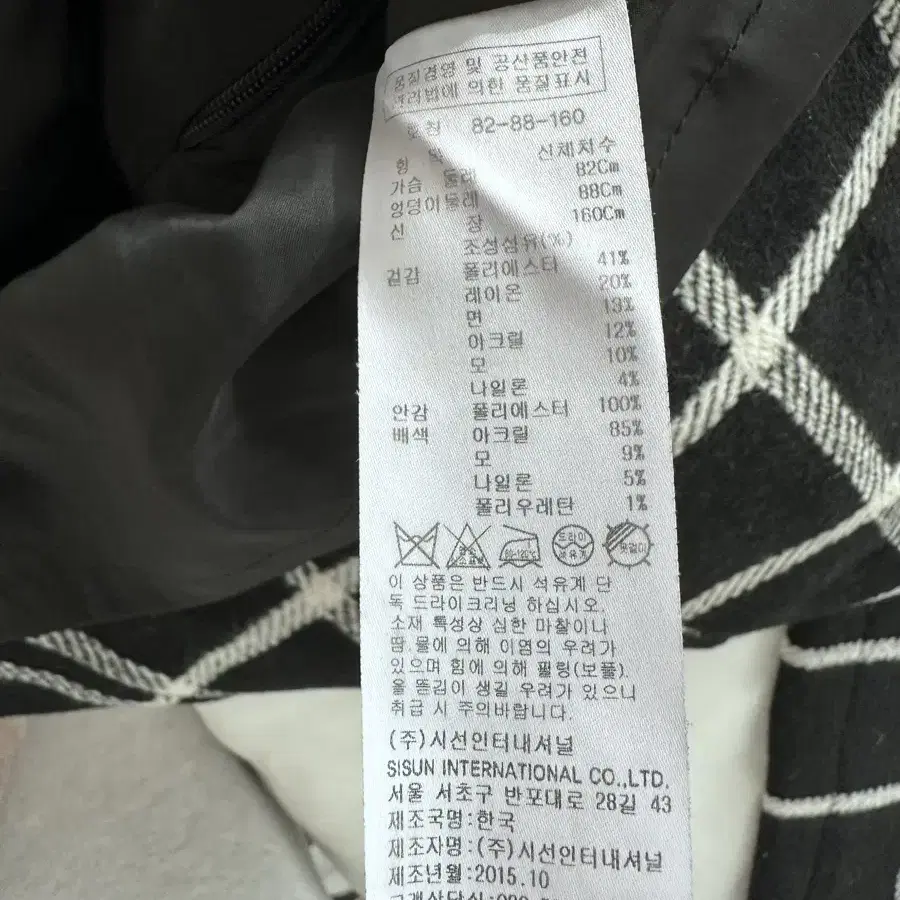 품질경영 및 공산품안전
관리법에 의한 품질표시
호칭 82-88-160
신체치수
가슴 둘레 82Cm
엉덩이둘레 88Cm
신 장 160Cm
조성섬유(%)
겉감 폴리에스터 41%
레이온 20%
면 13%
아크릴 12%
모 10%
나일론 4%
안감 폴리에스터 100%
배색 아크릴 85%
모 9%
나일론 5%
폴리우레탄 1%
80-120℃
드라이
석유계
이 상품은 반드시 석유계 단
독 드라이크리닝 하십시오.
소재 특성상 심한 마찰이나
땀.물에 의해 이염의 우려가
있으며 힘에 의해 필링(보풀).
올 뜯김이 생길 우려가 있으니
취급 시 주의바랍니다.
(주)시선인터내셔널
SISUN INTERNATIONAL CO.,LTD.
서울 서초구 반포대로 28길 43
제조국명:한국
제조자명:(주)시선인터내셔널
제조년월:2015.10